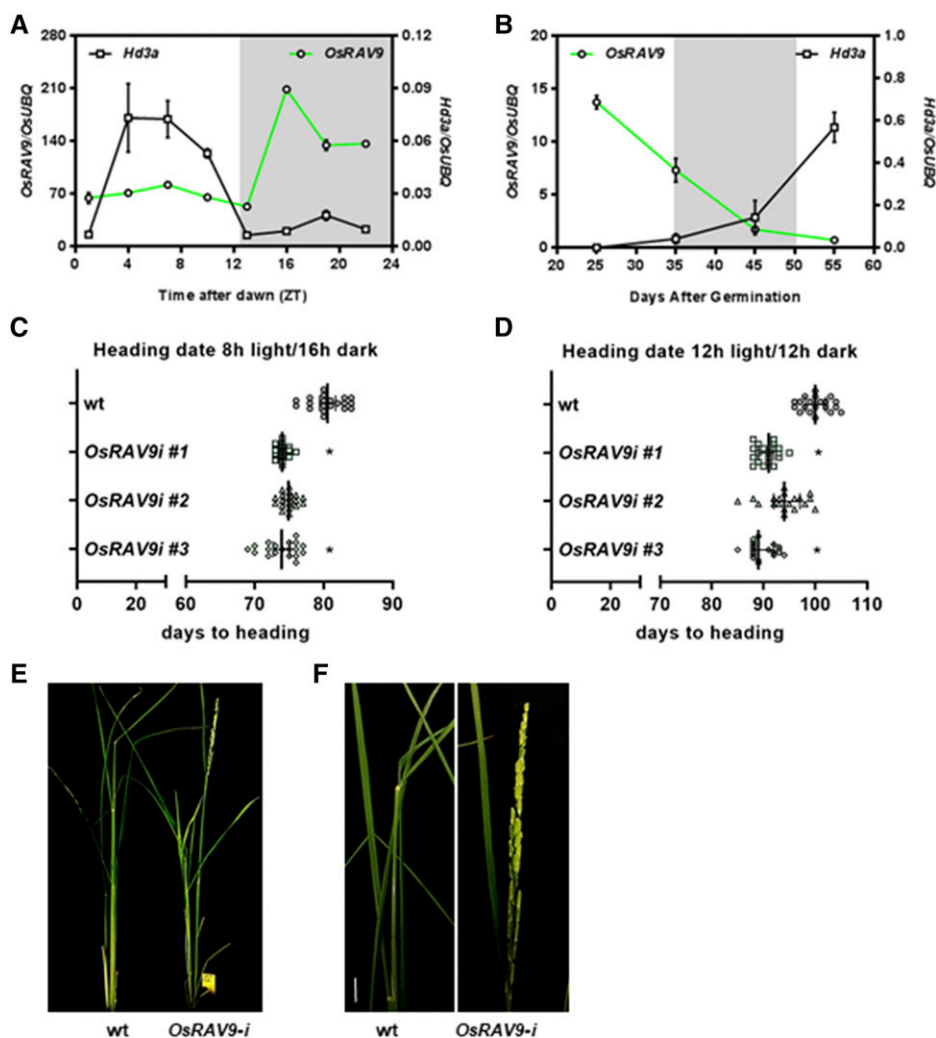 A
B
280
210
140
70
0
OsRAV9/OsUBQ
Hd3a
OsRAV9
0.12
0.09
0.06
0.03
0.00
Hd3a/OsUBQ
0 4 8 12 16 20 24
Time after dawn (ZT)
20
15
10
5
0
OsRAV9/OsUBQ
OsRAV9
Hd3a
1.0
0.8
0.6
0.4
0.2
0.0
Hd3a/OsUBQ
20 25 30 35 40 45 50 55 60
Days After Germination
C
Heading date 8h light/16h dark
wt
OsRAV9i #1
*
OsRAV9i #2
OsRAV9i #3
*
0 20 60 70 80 90
days to heading
D
Heading date 12h light/12h dark
wt
OsRAV9i #1
*
OsRAV9i #2
OsRAV9i #3
*
0 20 70 80 90 100 110
days to heading
E
F
wt OsRAV9-i
wt OsRAV9-i